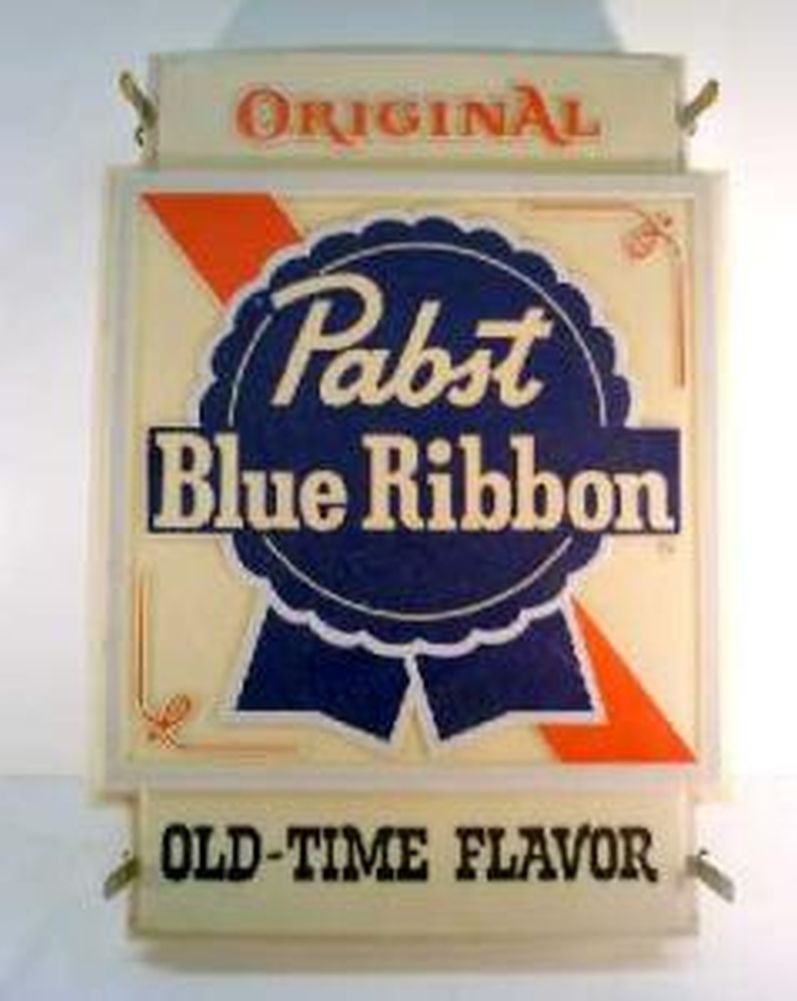 ORIGINAL
Pabst
Blue Ribbon
OLD-TIME FLAVOR